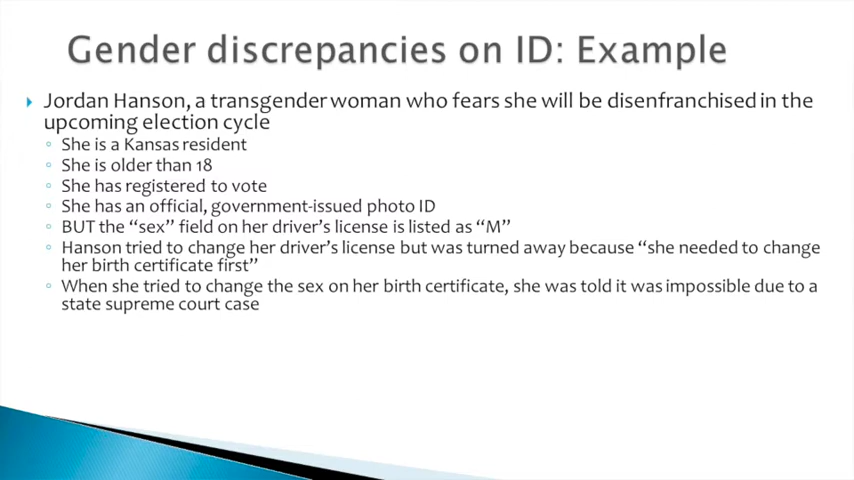 Gender discrepancies on ID: Example
Jordan Hanson, a transgender woman who fears she will be disenfranchised in the
upcoming election cycle
She is a Kansas resident
She is older than 18
She has registered to vote
She has an official, government-issued photo ID
BUT the “sex” field on her driver’s license is listed as “M”
Hanson tried to change her driver’s license but was turned away because “she needed to change
her birth certificate first”
When she tried to change the sex on her birth certificate, she was told it was impossible due to a
state supreme court case